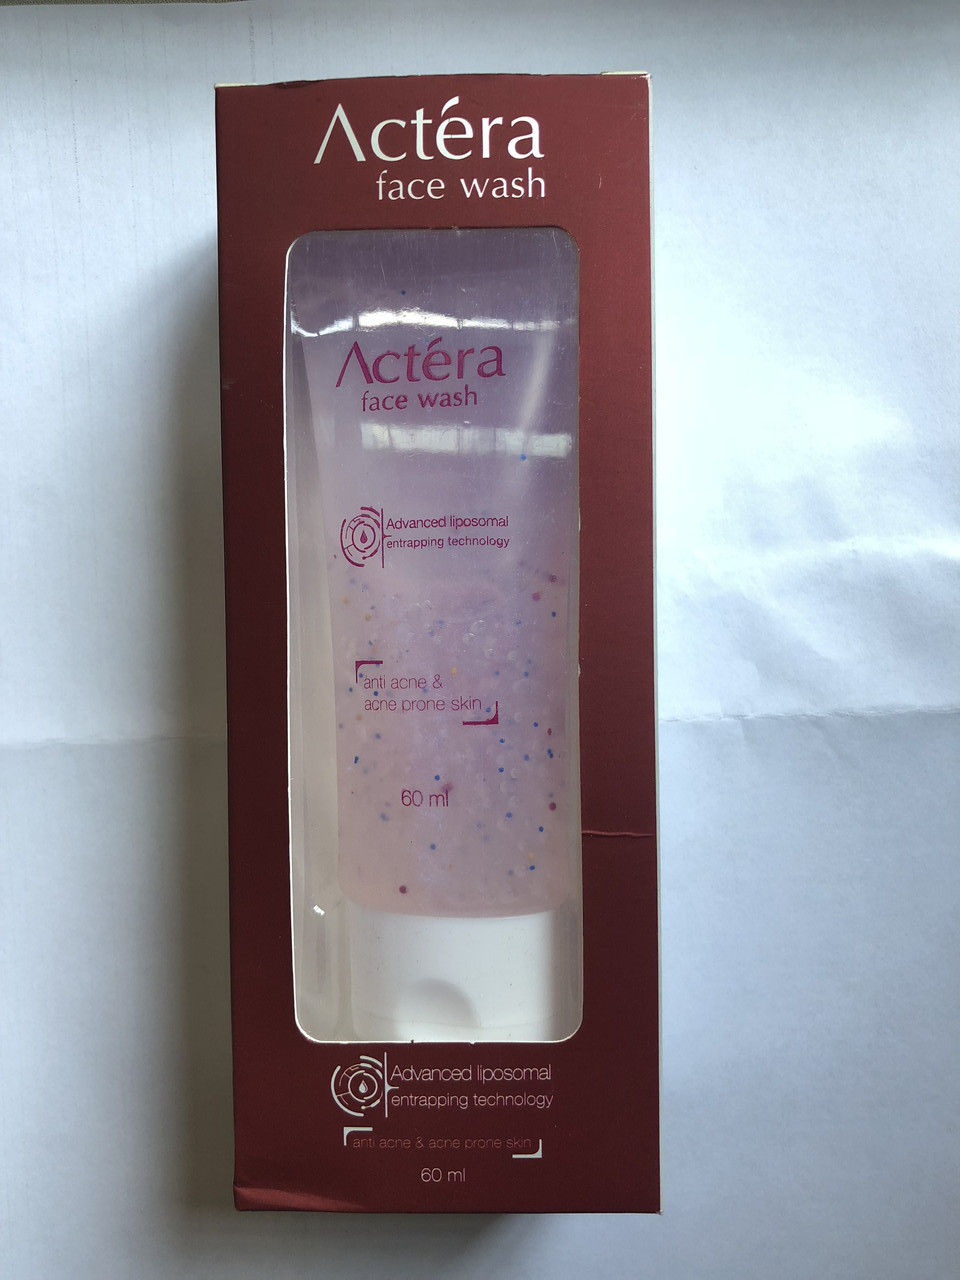 Actéra
face wash
Actéra
face wash
Advanced liposomal
entrapping technology
anti acne &
acne prone skin
60 ml
Advanced liposomal
entrapping technology
anti acne & acne prone skin
60 ml